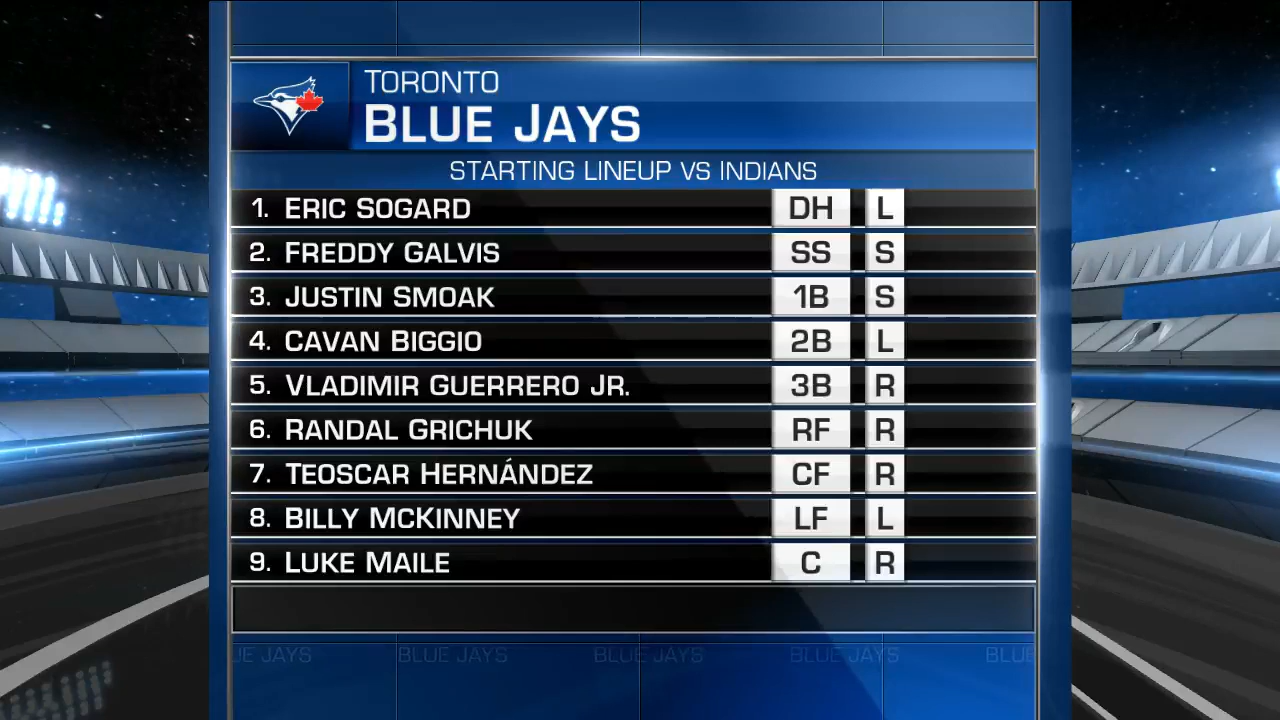 TORONTO
BLUE JAYS
STARTING LINEUP VS INDIANS
1. ERIC SOGARD DH L
2. FREDDY GALVIS SS S
3. JUSTIN SMOAK 1B S
4. CAVAN BIGGIO 2B L
5. VLADIMIR GUERRERO JR. 3B R
6. RANDAL GRICHUK RF R
7. TEOSCAR HERNÁNDEZ CF R
8. BILLY MCKINNEY LF L
9. LUKE MAILE C R
UE JAYS BLUE JAYS BLUE JAYS BLUE JAYS BLUE